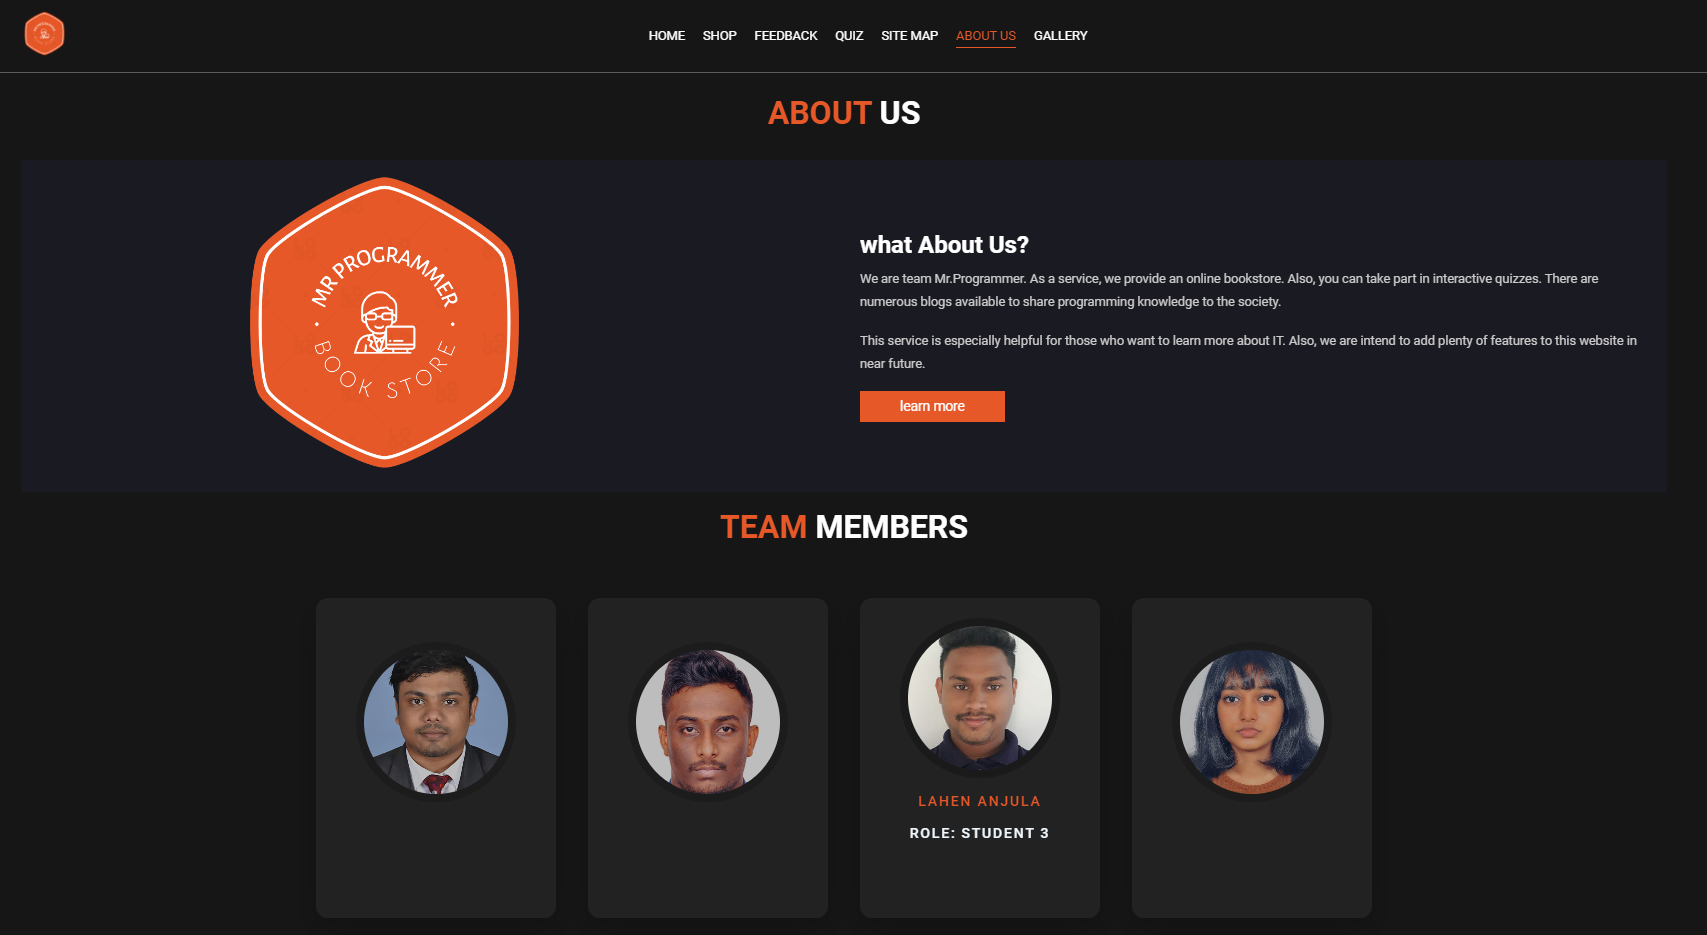 HOME SHOP FEEDBACK QUIZ SITE MAP ABOUT US GALLERY
ABOUT US
MR PROGRAMMER
BOOK STORE
what About Us?
We are team Mr.Programmer. As a service, we provide an online bookstore. Also, you can take part in interactive quizzes. There are
numerous blogs available to share programming knowledge to the society.
This service is especially helpful for those who want to learn more about IT. Also, we are intend to add plenty of features to this website in
near future.
learn more
TEAM MEMBERS
LAHEN ANJULA
ROLE: STUDENT 3